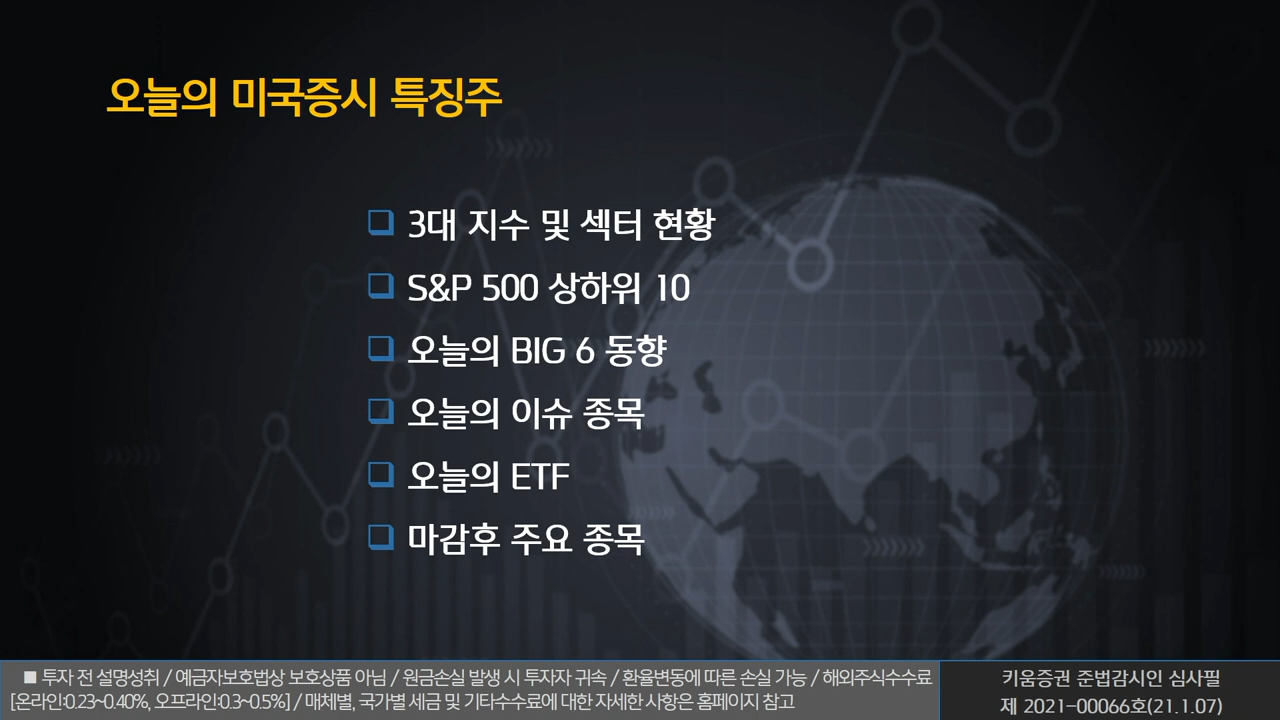 오늘의 미국증시 특징주
3대 지수 및 섹터 현황
S&P 500 상하위 10
오늘의 BIG 6 동향
오늘의 이슈 종목
오늘의 ETF
마감후 주요 종목
■ 투자 전 설명성취 / 예금자보호법상 보호상품 아님 / 원금손실 발생 시 투자자 귀속 / 환율변동에 따른 손실 가능 / 해외주식수수료
[온라인:0.23~0.40%, 오프라인:0.3~0.5%] / 매체별, 국가별 세금 및 기타수수료에 대한 자세한 사항은 홈페이지 참고
키움증권 준법감시인 심사필
제 2021-00066호(21.1.07)